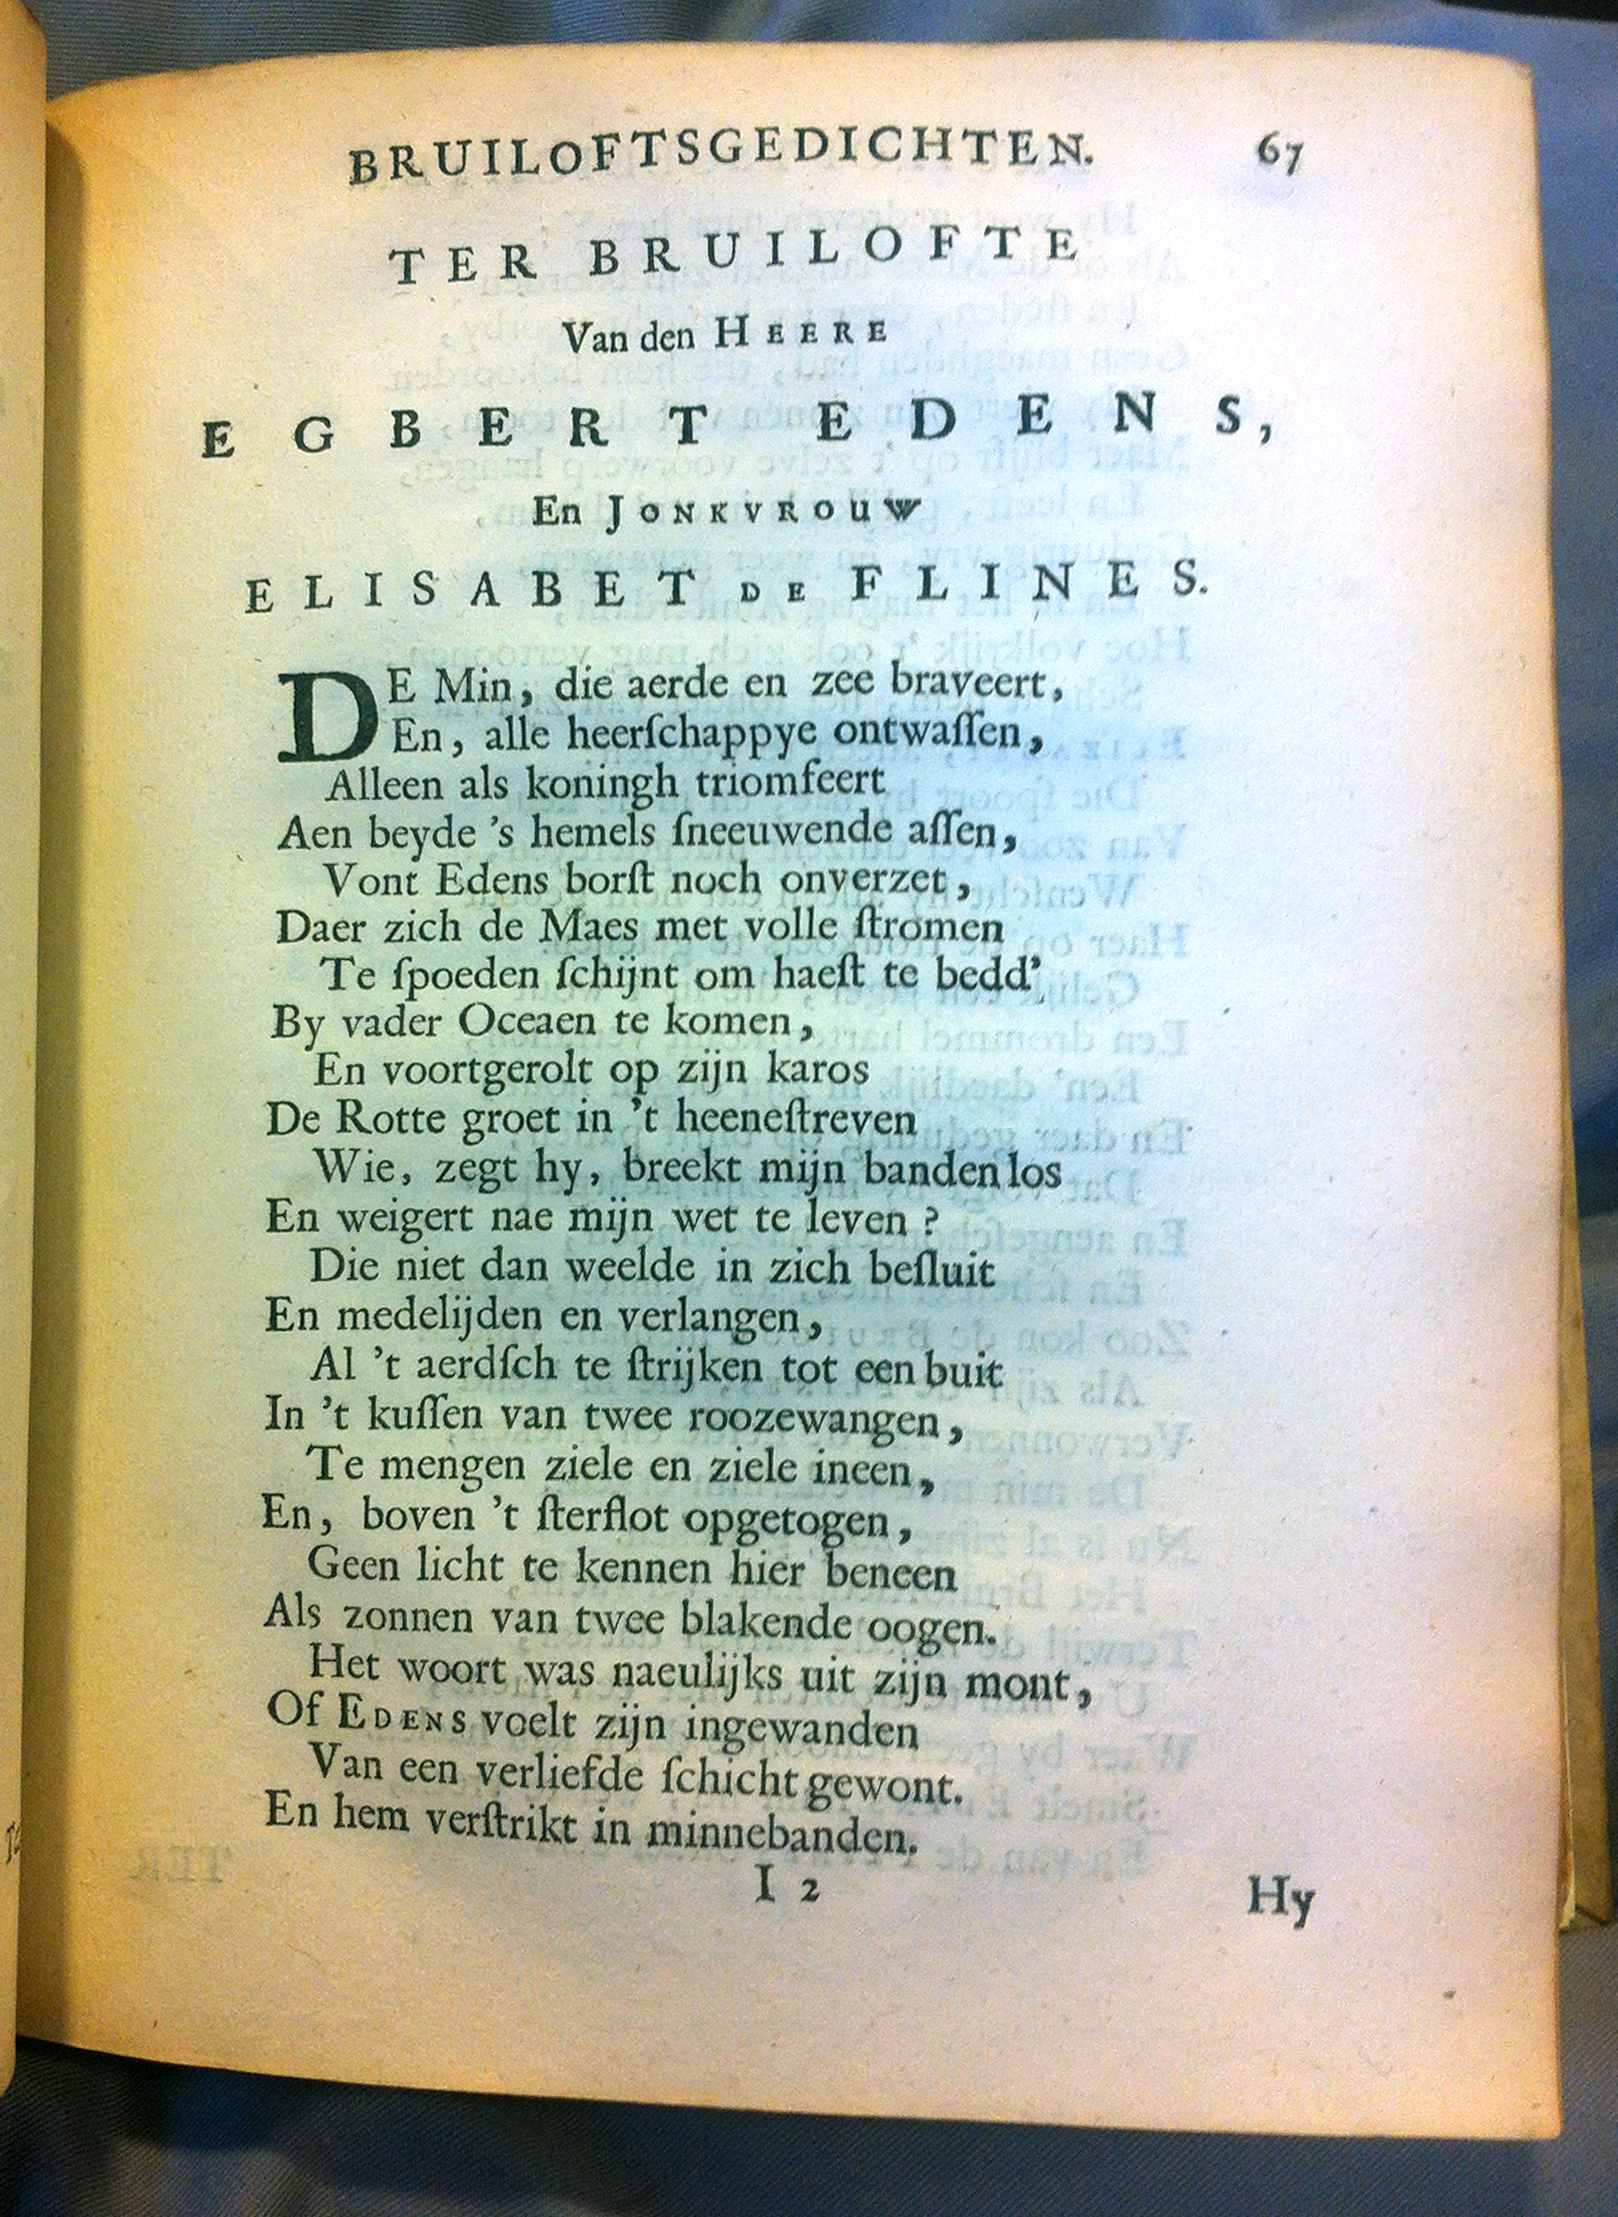 BRUILOFTSGEDICHTEN. 67
TER BRUILOFTE
Van den HEERE
EGBERT EDENS,
En JONKVROUW
ELISABET DE FLINES.
DE Min, die aerde en zee braveert,
En, alle heerſchappye ontwaſſen,
Alleen als koningh triomfeert
Aen beyde 's hemels ſneeuwende aſſen,
Vont Edens borſt noch onverzet,
Daer zich de Maes met volle ſtromen
Te ſpoeden ſchijnt om haeſt te bedd'
By vader Oceaen te komen,
En voortgerolt op zijn karos
De Rotte groet in 't heeneſtreven
Wie, zegt hy, breekt mijn banden los
En weigert nae mijn wet te leven?
Die niet dan weelde in zich beſluit
En medelijden en verlangen,
Al 't aerdſch te ſtrijken tot een buit
In 't kuſſen van twee roozewangen,
Te mengen ziele en ziele ineen,
En, boven 't ſterflot opgetogen,
Geen licht te kennen hier beneen
Als zonnen van twee blakende oogen.
Het woort was naeulijks uit zijn mont,
Of EDENS voelt zijn ingewanden
Van een verliefde ſchicht gewont.
En hem verſtrikt in minnebanden.
I 2 Hy